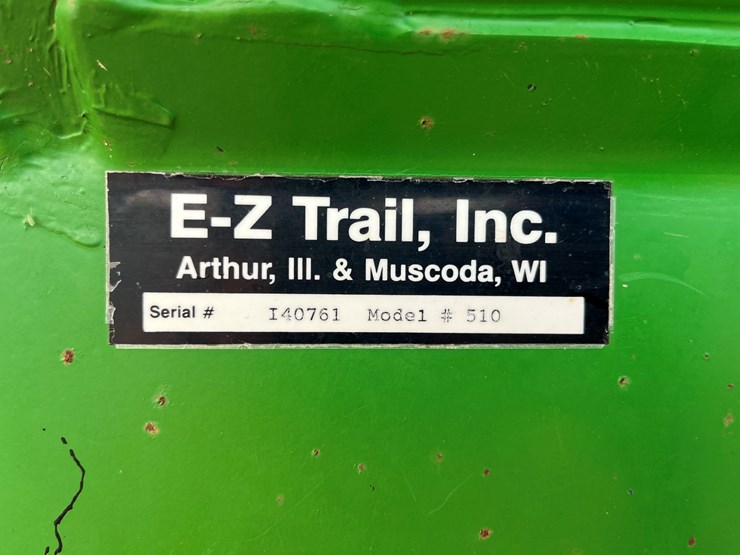 E-Z Trail, Inc.
Arthur, Ill. & Muscoda, WI
Serial # I40761 Model # 510